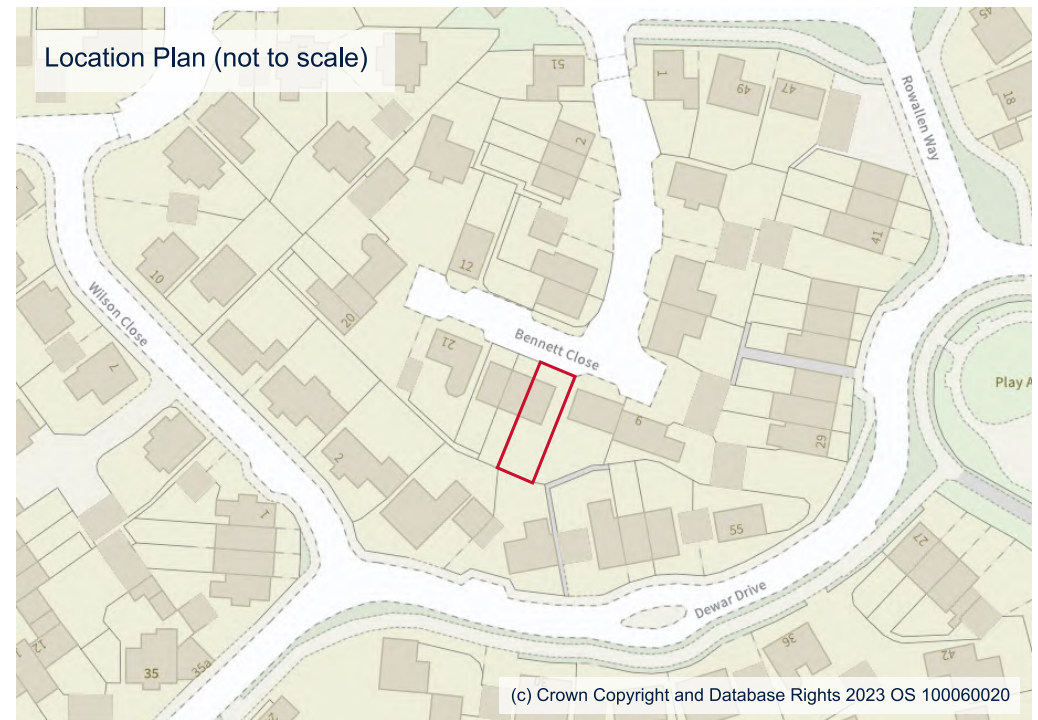 Location Plan (not to scale)
51
45
1
49
47
Rowallen Way
18
2
41
12
10
Wilson Close
20
Bennett Close
21
7
Play A
6
29
2
1
55
27
Dewar Drive
12
36
42
35
35a
(c) Crown Copyright and Database Rights 2023 OS 100060020